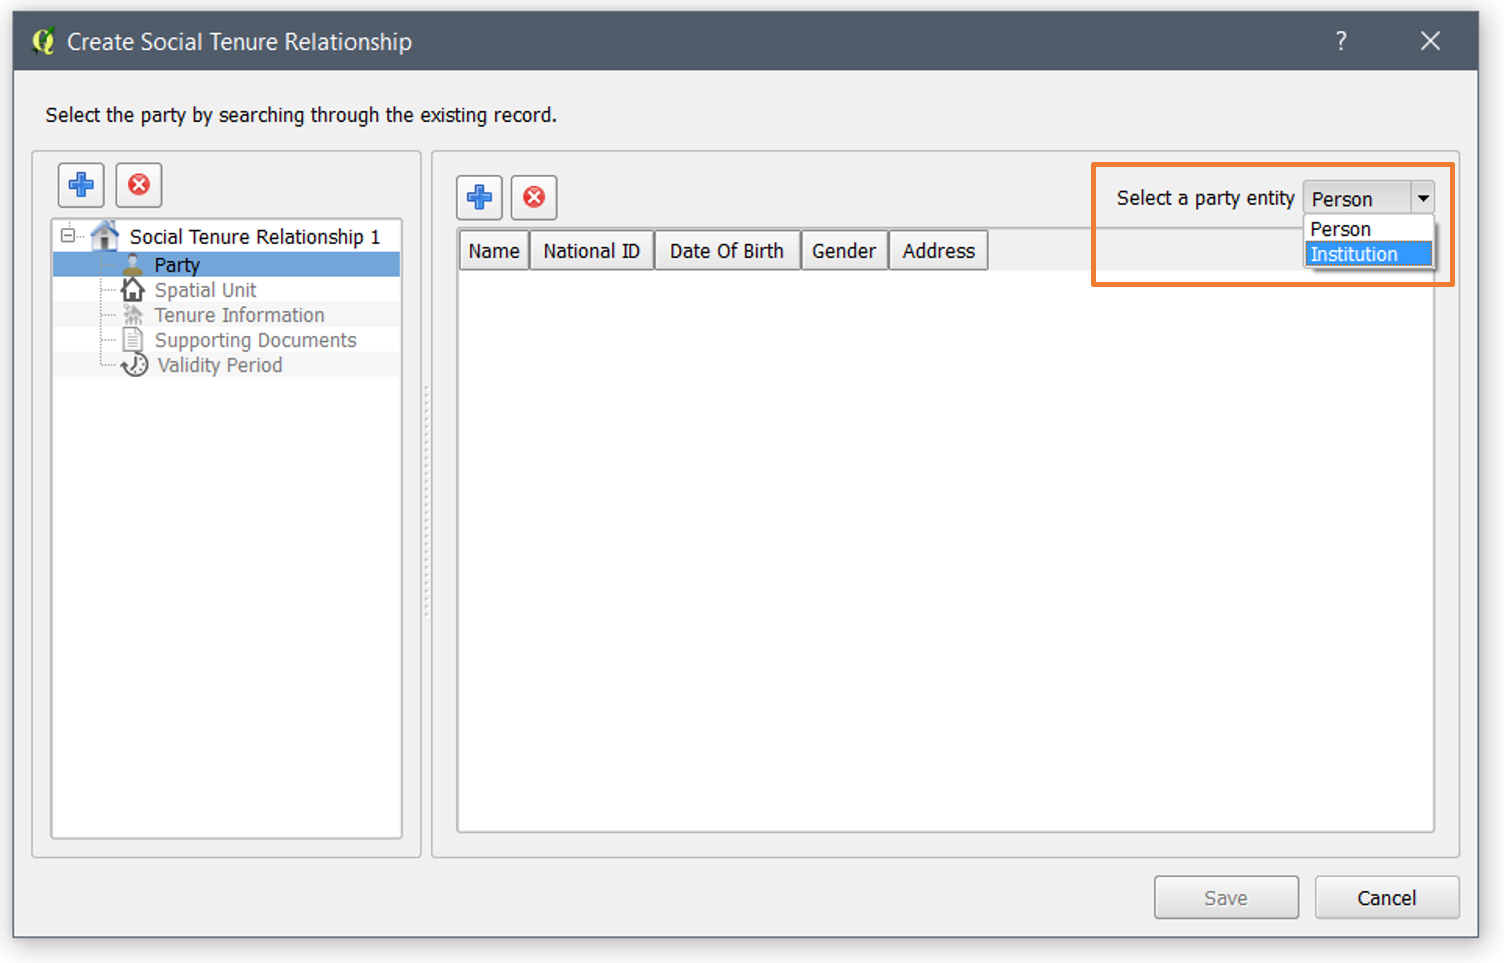 Create Social Tenure Relationship
?
Select the party by searching through the existing record.
Social Tenure Relationship 1
Party
Spatial Unit
Tenure Information
Supporting Documents
Validity Period
Select a party entity Person
Person
Institution
Name National ID Date Of Birth Gender Address
Save Cancel